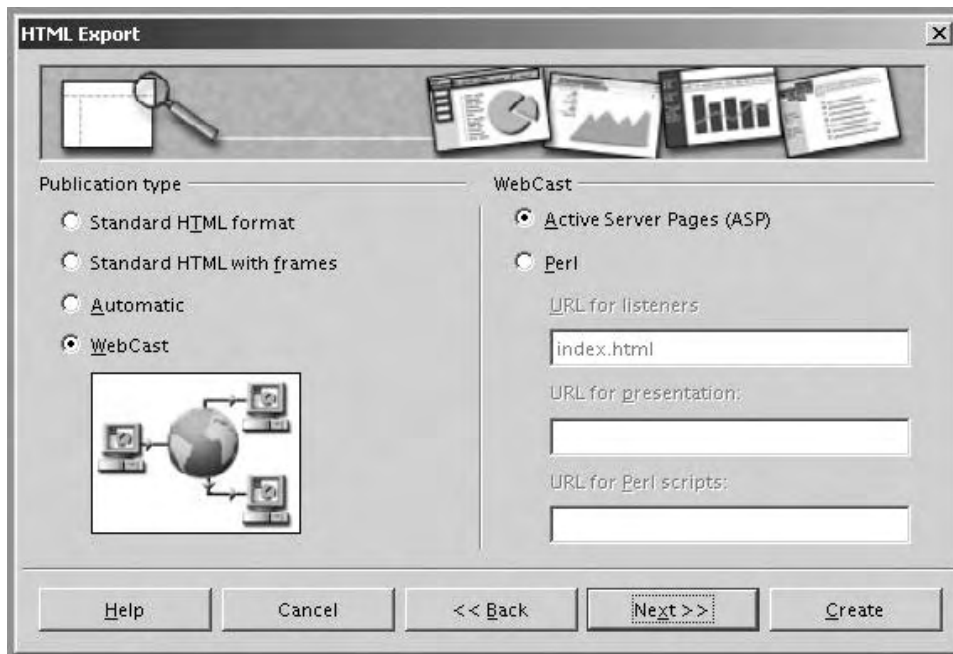 HTML Export
Publication type
Standard HTML format
Standard HTML with frames
Automatic
WebCast
WebCast
Active Server Pages (ASP)
Perl
URL for listeners
index.html
URL for presentation:
URL for Perl scripts:
Help
Cancel
<< Back
Next >>
Create